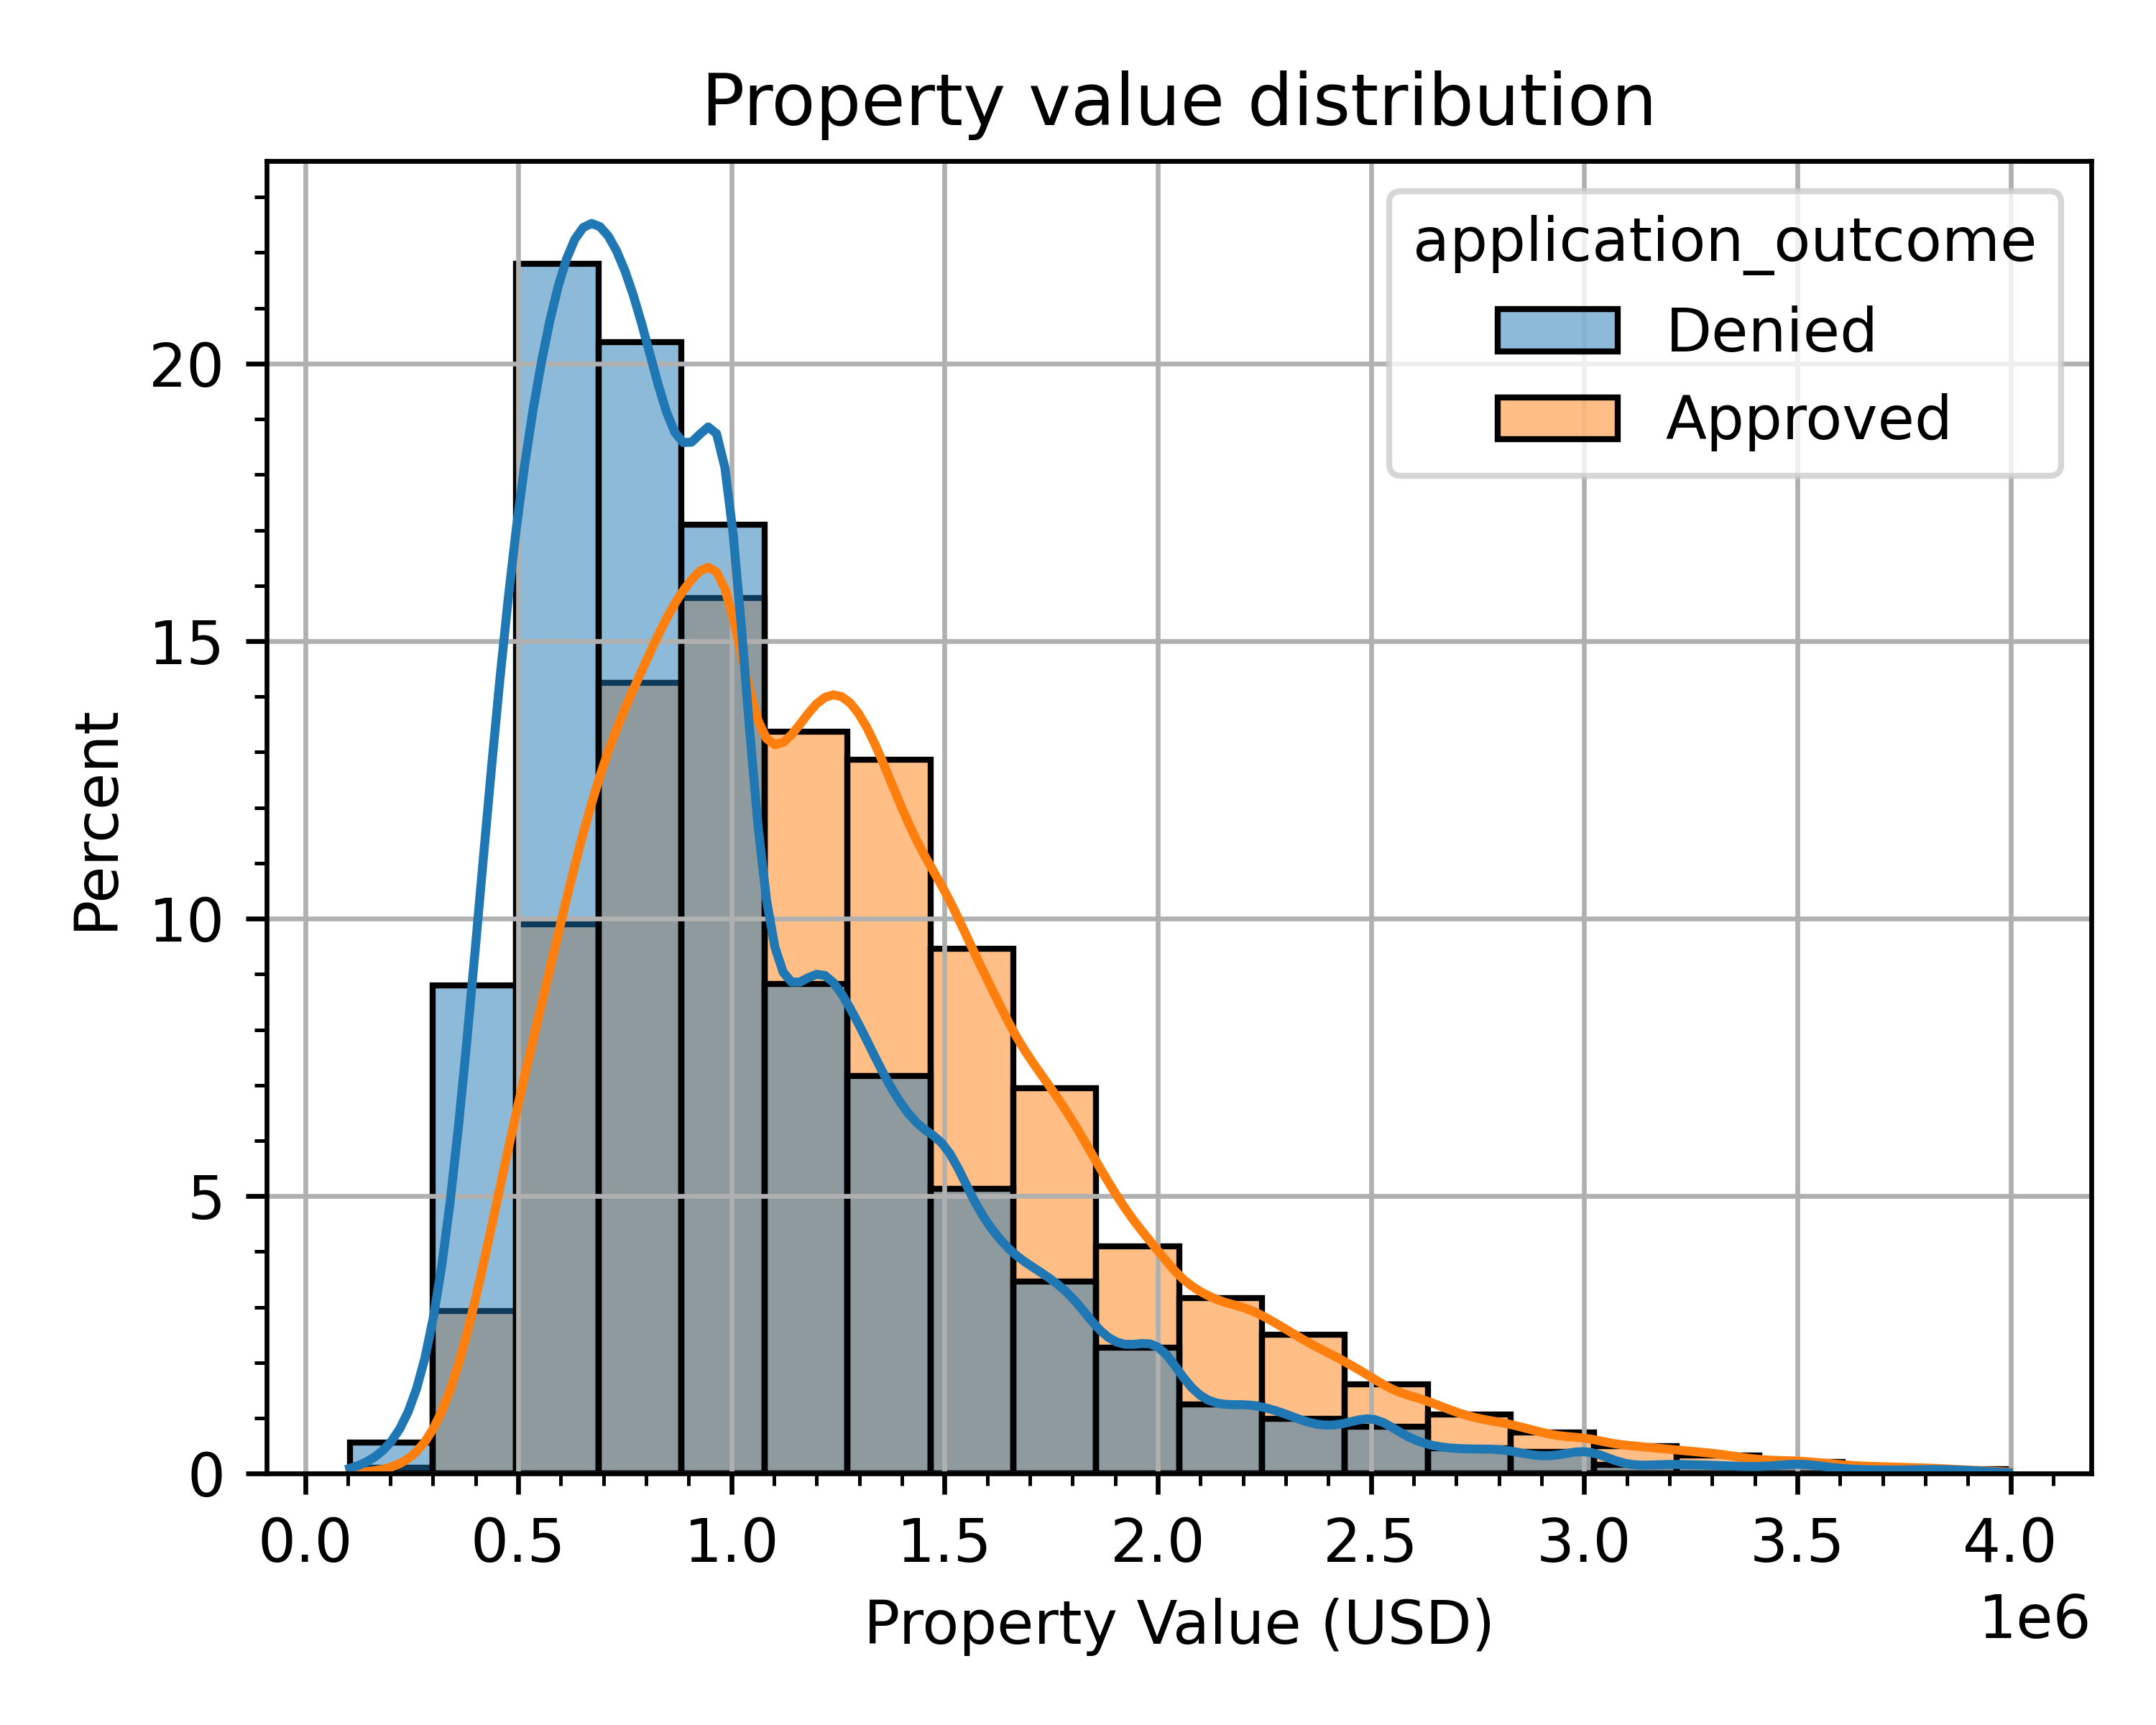 Property value distribution
application_outcome
Denied
Approved
Percent
20
15
10
5
0
0.0 0.5 1.0 1.5 2.0 2.5 3.0 3.5 4.0
1e6
Property Value (USD)